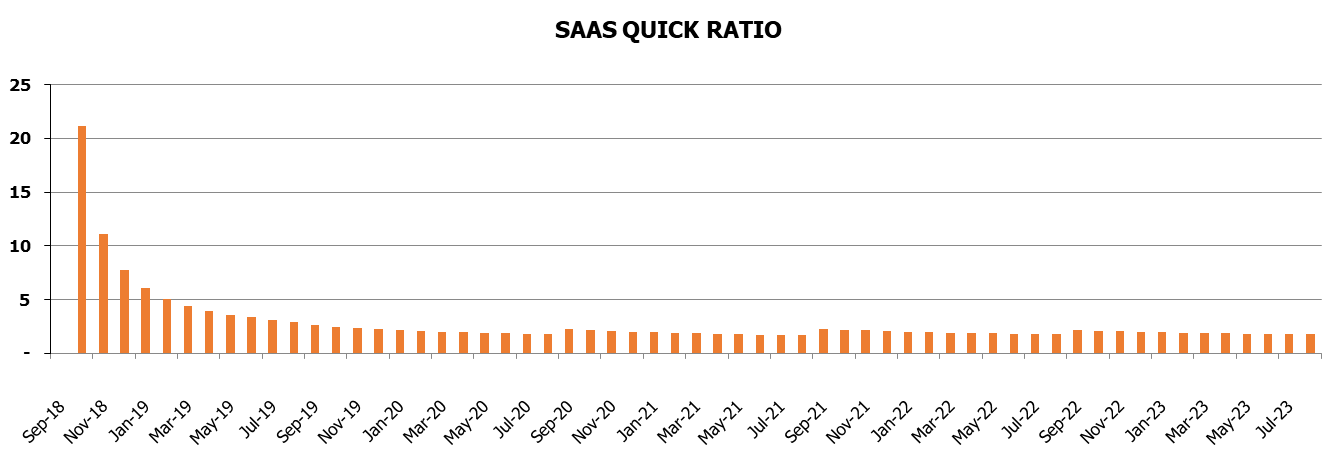 SAAS QUICK RATIO
25
20
15
10
5
-
Sep-18
Nov-18
Jan-19
Mar-19
May-19
Jul-19
Sep-19
Nov-19
Jan-20
Mar-20
May-20
Jul-20
Sep-20
Nov-20
Jan-21
Mar-21
May-21
Jul-21
Sep-21
Nov-21
Jan-22
Mar-22
May-22
Jul-22
Sep-22
Nov-22
Jan-23
Mar-23
May-23
Jul-23